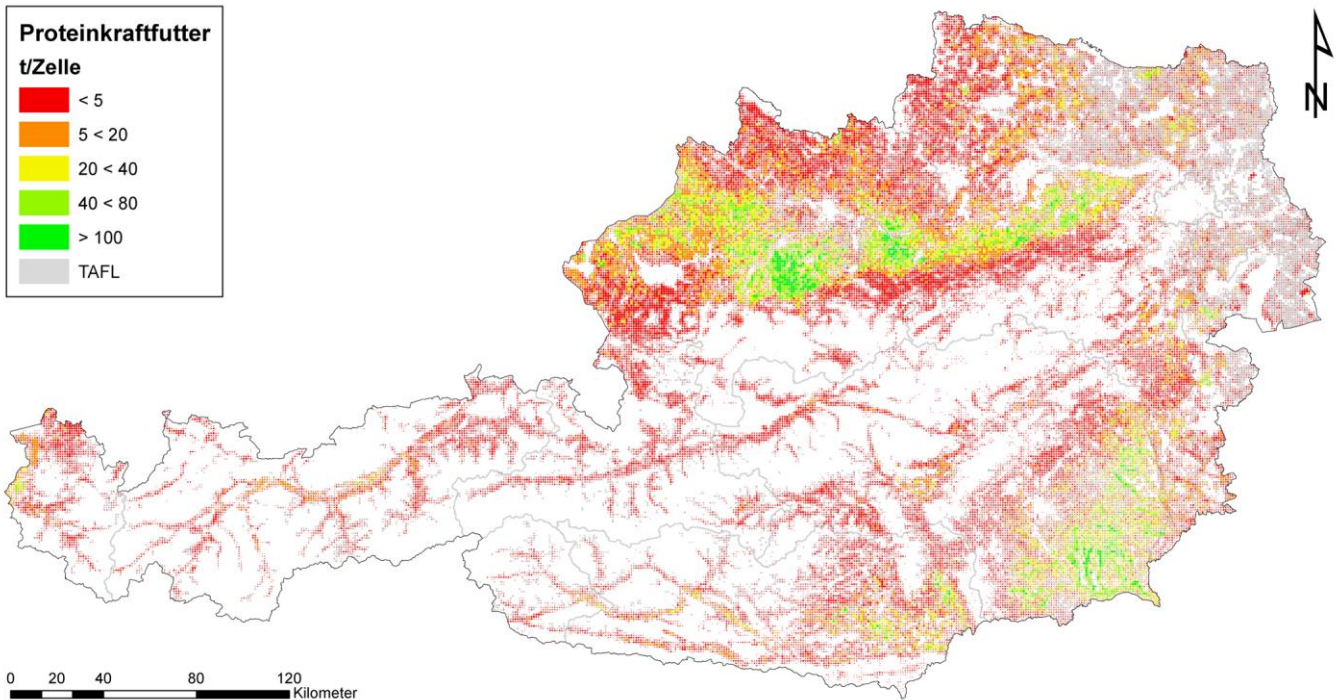 Proteinkraftfutter
t/Zelle
< 5
5 < 20
20 < 40
40 < 80
> 100
TAFL
N
0 20 40 80 120
Kilometer